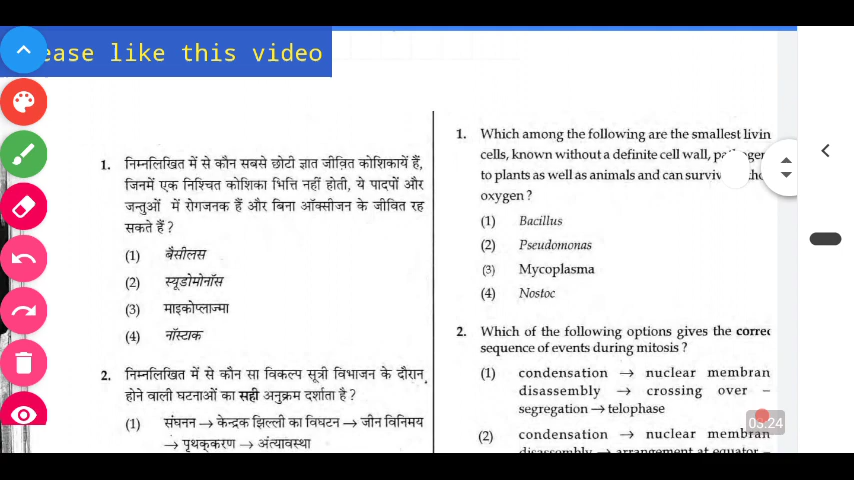 ease like this video
1. निम्नलिखित में से कौन सबसे छोटी ज्ञात जीवित कोशिकायें हैं,
जिनमें एक निश्चित कोशिका भित्ति नहीं होती, ये पादपों और
जन्तुओं में रोगजनक हैं और बिना ऑक्सीजन के जीवित रह
सकते हैं ?
(1) बैसीलस
(2) स्यूडोमोनॉस
(3) माइकोप्लाज्मा
(4) नॉस्टाक
2. निम्नलिखित में से कौन सा विकल्प सूत्री विभाजन के दौरान
होने वाली घटनाओं का सही अनुक्रम दर्शाता है ?
(1) संघनन → केन्द्रक झिल्ली का विघटन → जीन विनिमय
→ पृथक्करण → अंत्यावस्था
1. Which among the following are the smallest livin
cells, known without a definite cell wall,
to plants as well as animals and can surviv
oxygen ?
(1) Bacillus
(2) Pseudomonas
(3) Mycoplasma
(4) Nostoc
2. Which of the following options gives the correc
sequence of events during mitosis ?
(1) condensation → nuclear membran
disassembly → crossing over –
segregation → telophase
(2) condensation → nuclear membran
disassembly → arrangement at equator –
03:24